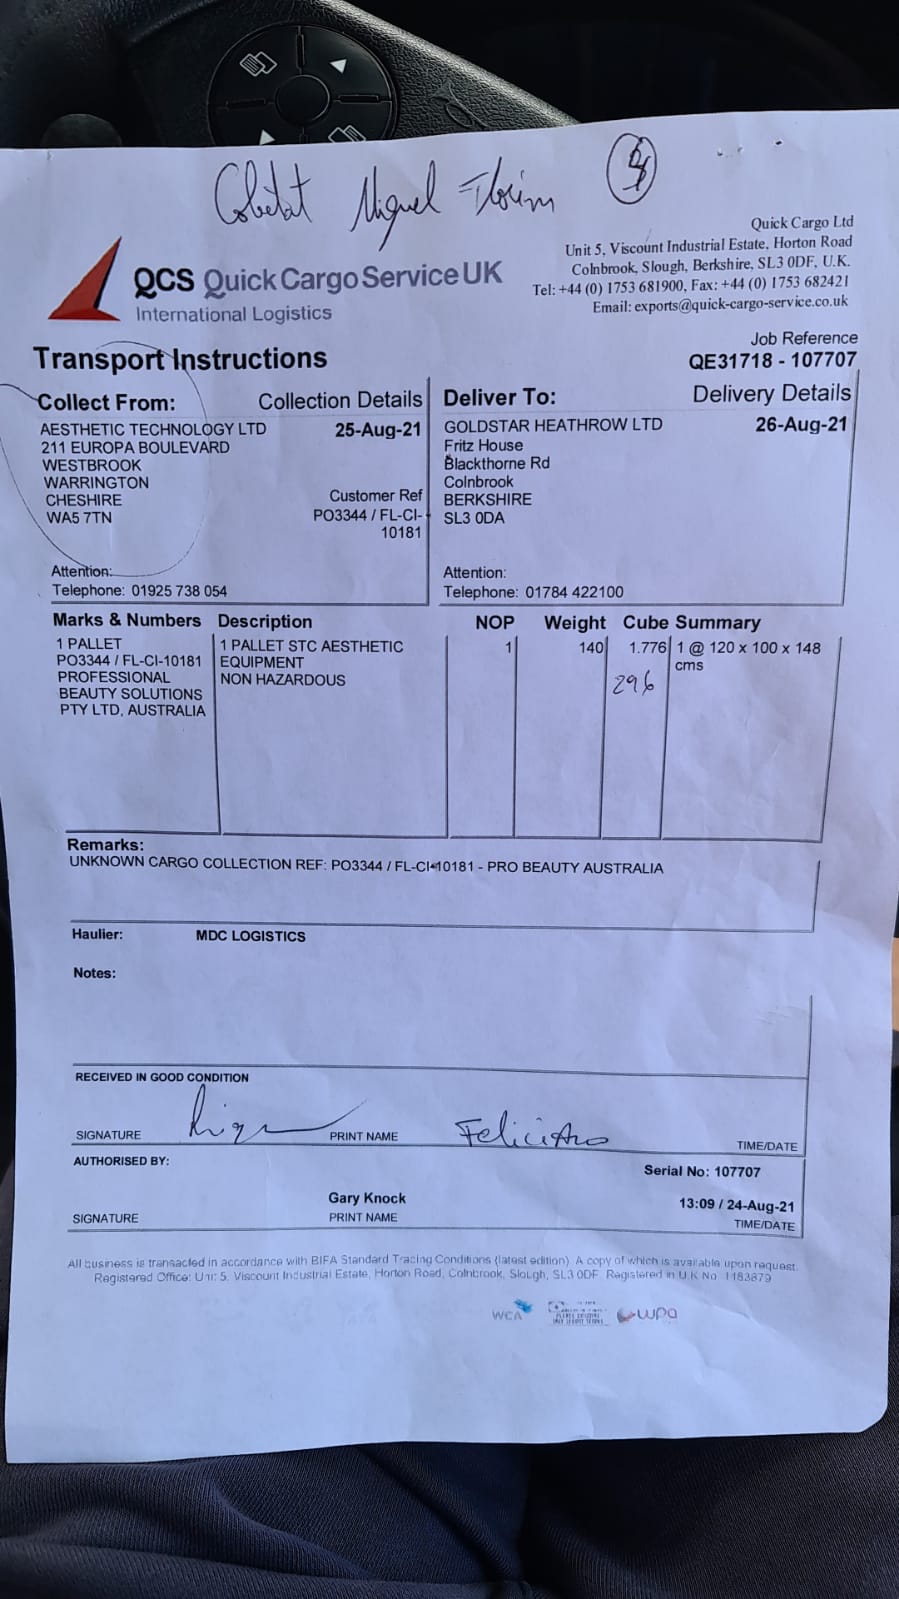 Miguel
Quick Cargo Ltd
Unit 5, Viscount Industrial Estate, Horton Road
Colnbrook, Slough, Berkshire, SL3 0DF, U.K.
Tel: +44 (0) 1753 681900, Fax: +44 (0) 1753 682421
Email: exports@quick-cargo-service.co.uk
QCS Quick Cargo Service UK
International Logistics
Job Reference
QE31718 - 107707
Transport Instructions
Collect From: Collection Details
AESTHETIC TECHNOLOGY LTD 25-Aug-21
211 EUROPA BOULEVARD
WESTBROOK
WARRINGTON
CHESHIRE
WA5 7TN
Customer Ref
PO3344 / FL-CI-
10181
Attention:
Telephone: 01925 738 054
Deliver To: Delivery Details
GOLDSTAR HEATHROW LTD 26-Aug-21
Fritz House
Blackthorne Rd
Colnbrook
BERKSHIRE
SL3 0DA
Attention:
Telephone: 01784 422100
Marks & Numbers Description NOP Weight Cube Summary
1 PALLET 1 PALLET STC AESTHETIC 1 140 1.776 1 @ 120 x 100 x 148
PO3344 / FL-CI-10181 EQUIPMENT cms
PROFESSIONAL NON HAZARDOUS 296
BEAUTY SOLUTIONS
PTY LTD, AUSTRALIA
Remarks:
UNKNOWN CARGO COLLECTION REF: PO3344 / FL-CI-10181 - PRO BEAUTY AUSTRALIA
Haulier: MDC LOGISTICS
Notes:
RECEIVED IN GOOD CONDITION
SIGNATURE PRINT NAME Feliciano TIME/DATE
AUTHORISED BY: Serial No: 107707
Gary Knock 13:09 / 24-Aug-21
SIGNATURE PRINT NAME TIME/DATE
All business is transacted in accordance with BIFA Standard Trading Conditions (latest edition). A copy of which is available upon request.
Registered Office: Unit 5, Viscount Industrial Estate, Horton Road, Colnbrook, Slough, SL3 0DF. Registered in U.K No. 1183879
WCA wpa